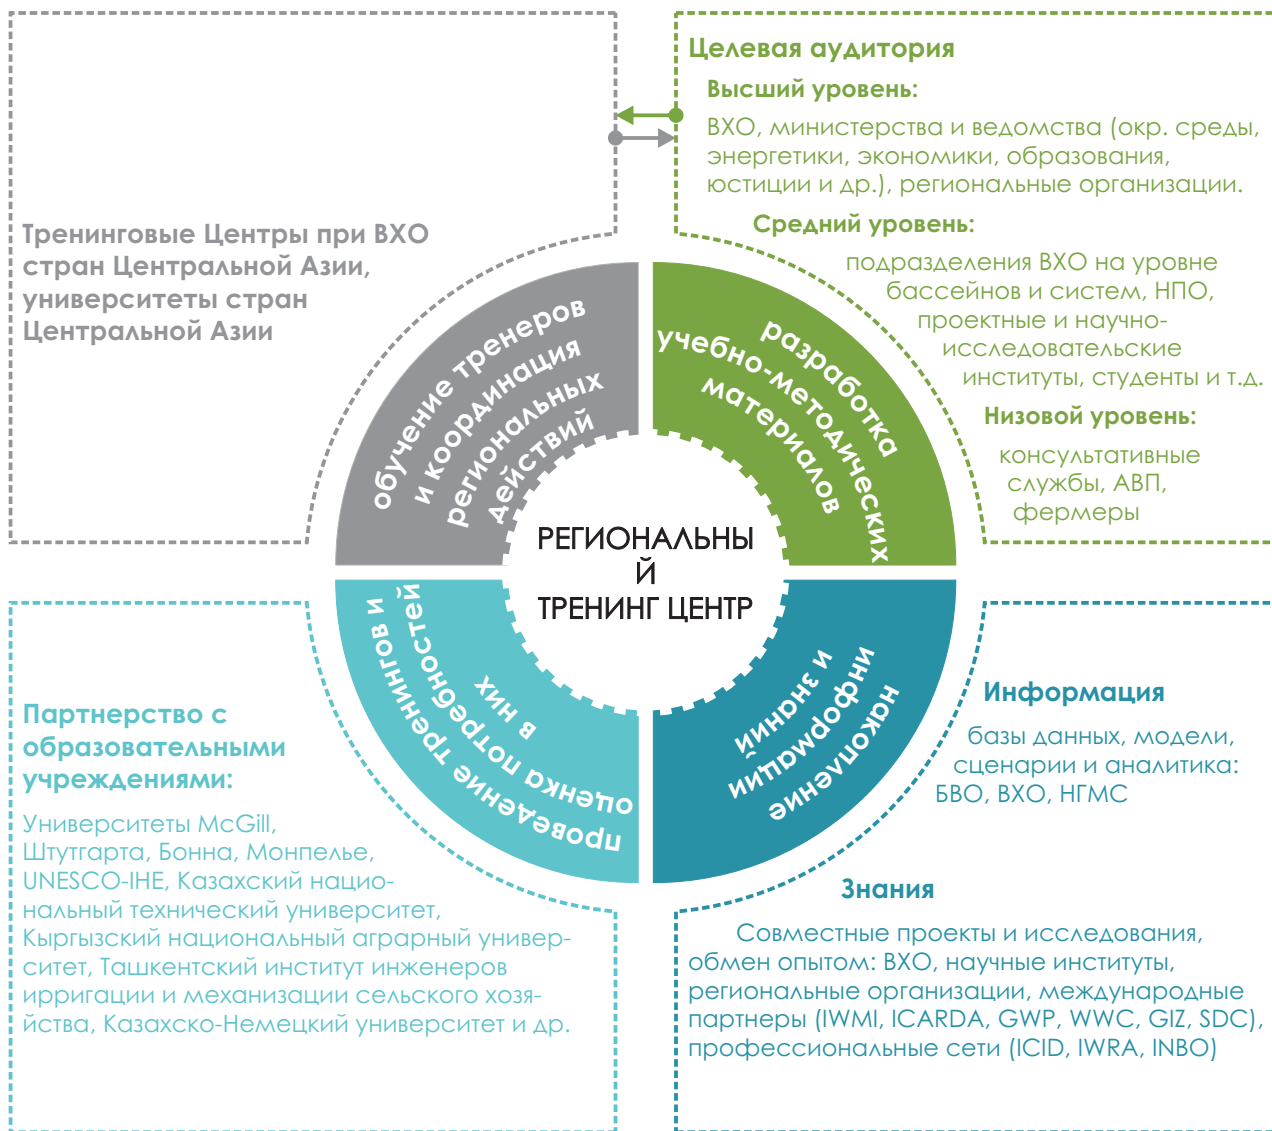 Тренинговые Центры при ВХО
стран Центральной Азии,
университеты стран
Центральной Азии
Целевая аудитория
Высший уровень:
ВХО, министерства и ведомства (окр. среды,
энергетики, экономики, образования,
юстиции и др.), региональные организации.
Средний уровень:
подразделения ВХО на уровне
бассейнов и систем, НПО,
проектные и научно-
исследовательские
институты, студенты и т.д.
Низовой уровень:
консультативные
службы, АВП,
фермеры
обучение тренеров
и координация
региональных
действий
разработка
учебно-методических
материалов
РЕГИОНАЛЬНЫ
Й
ТРЕНИНГ ЦЕНТР
проведение тренингов и
оценка потребностей
в них
накопление
информации
и знаний
Партнерство с
образовательными
учреждениями:
Университеты McGill,
Штутгарта, Бонна, Монпелье,
UNESCO-IHE, Казахский нацио-
нальный технический университет,
Кыргызский национальный аграрный универ-
ситет, Ташкентский институт инженеров
ирригации и механизации сельского хозя-
йства, Казахско-Немецкий университет и др.
Информация
базы данных, модели,
сценарии и аналитика:
БВО, ВХО, НГМС
Знания
Совместные проекты и исследования,
обмен опытом: ВХО, научные институты,
региональные организации, международные
партнеры (IWMI, ICARDA, GWP, WWC, GIZ, SDC),
профессиональные сети (ICID, IWRA, INBO)